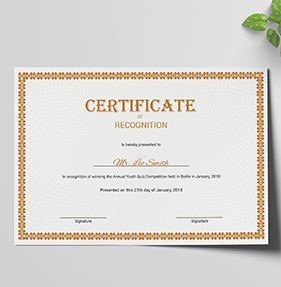 CERTIFICATE
OF
RECOGNITION
is hereby presented to
Mr. Lee Smith
In recognition of winning the Annual Youth Quiz Competition held in Berlin in January, 2018
Presented on this 27th day of January, 2018
Signature Signature